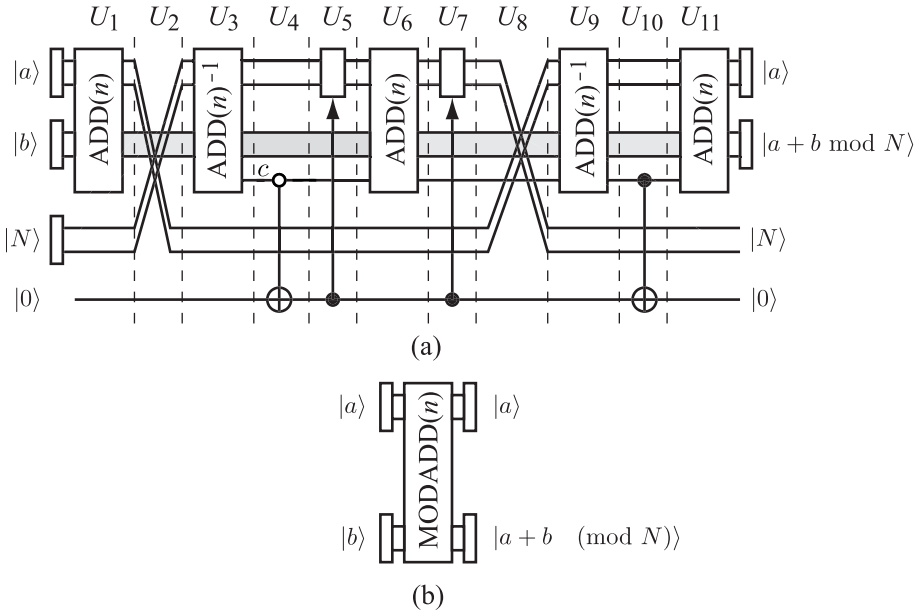 U1 U2 U3 U4 U5 U6 U7 U8 U9 U10 U11
|a⟩ ADD(n) ADD(n)⁻¹ ADD(n) ADD(n)⁻¹ ADD(n) |a⟩
|b⟩ |a + b mod N⟩
c
|N⟩ |N⟩
|0⟩ |0⟩
(a)
|a⟩ MODADD(n) |a⟩
|b⟩ |a + b (mod N)⟩
(b)